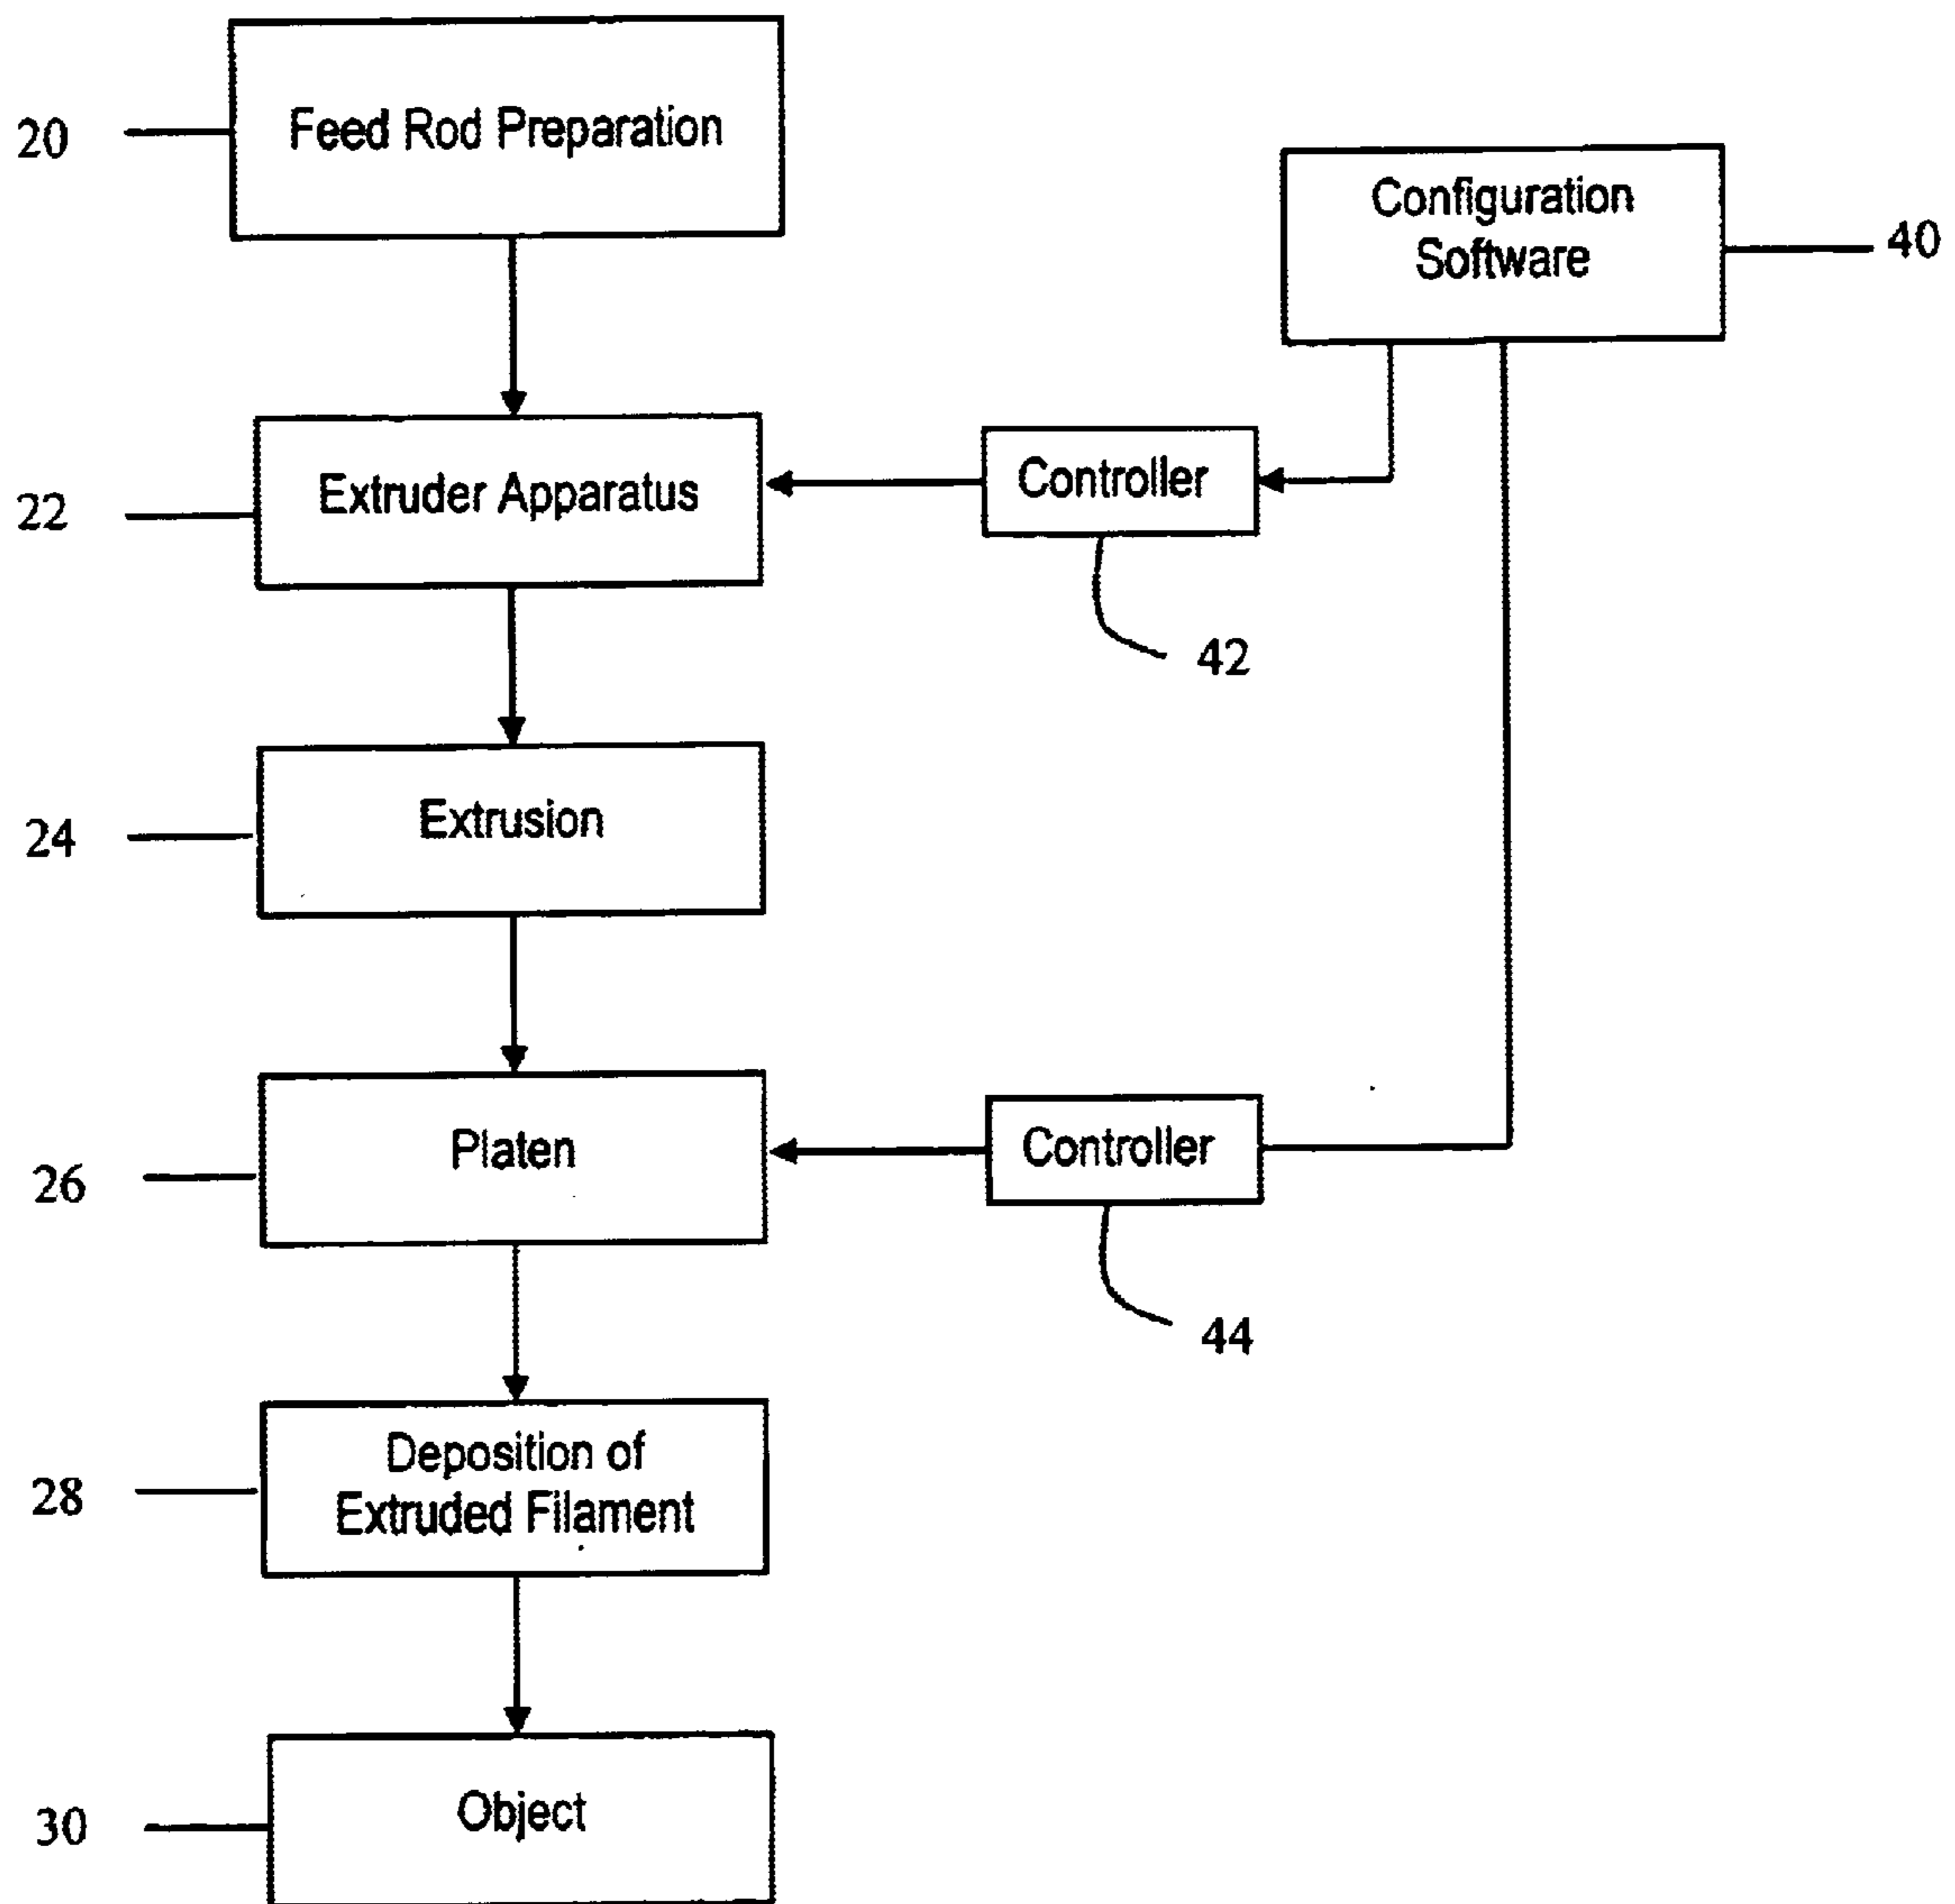 20
Feed Rod Preparation
Configuration
Software
40
22
Extruder Apparatus
Controller
42
24
Extrusion
26
Platen
Controller
44
28
Deposition of
Extruded Filament
30
Object